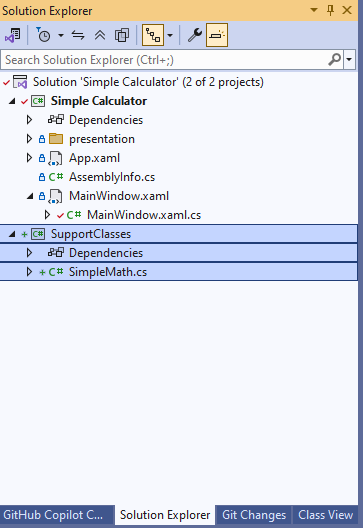 Solution Explorer
Search Solution Explorer (Ctrl+;)
Solution 'Simple Calculator' (2 of 2 projects)
C# Simple Calculator
Dependencies
presentation
App.xaml
C# AssemblyInfo.cs
MainWindow.xaml
C# MainWindow.xaml.cs
C# SupportClasses
Dependencies
C# SimpleMath.cs
GitHub Copilot C... Solution Explorer Git Changes Class View